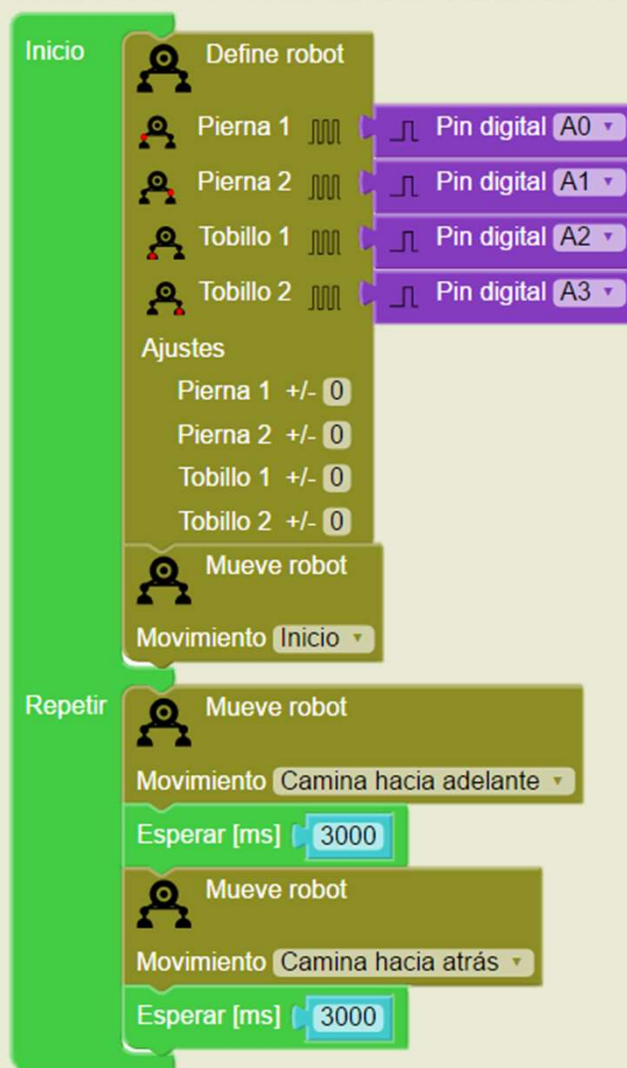 Inicio
Define robot
Pierna 1 Pin digital A0
Pierna 2 Pin digital A1
Tobillo 1 Pin digital A2
Tobillo 2 Pin digital A3
Ajustes
Pierna 1 +/- 0
Pierna 2 +/- 0
Tobillo 1 +/- 0
Tobillo 2 +/- 0
Mueve robot
Movimiento Inicio
Repetir
Mueve robot
Movimiento Camina hacia adelante
Esperar [ms] 3000
Mueve robot
Movimiento Camina hacia atrás
Esperar [ms] 3000